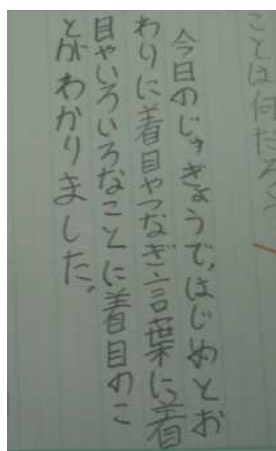 ことは何だろう
今日のじゅぎょうで、はじめとお
わりに着目やつなぎ言葉に着
目やいろいろなことに着目のこ
とがわかりました。